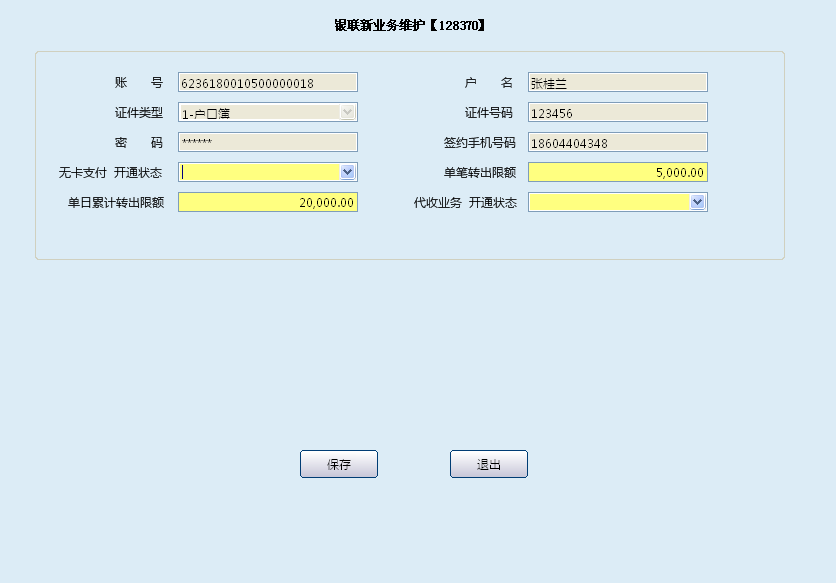 银联新业务维护【128370】
账 号 6236180010500000018 户 名 张桂兰
证件类型 1-户口簿 证件号码 123456
密 码 ****** 签约手机号码 18604404348
无卡支付 开通状态 单笔转出限额 5,000.00
单日累计转出限额 20,000.00 代收业务 开通状态
保存 退出